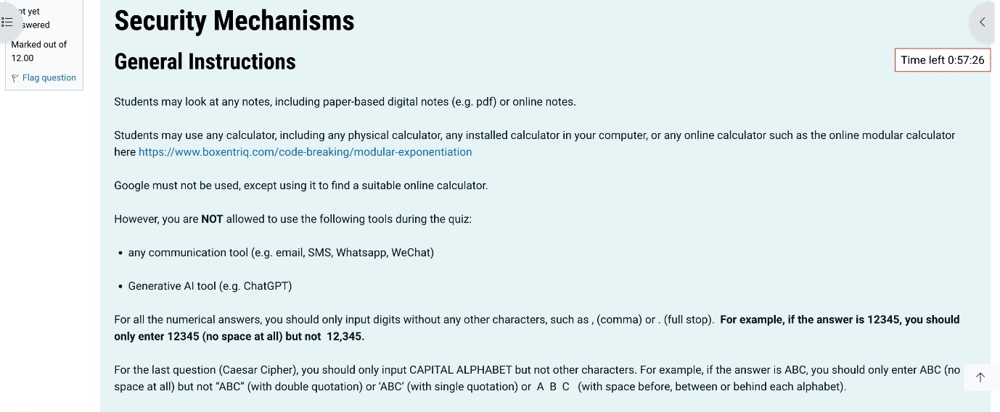 ot yet
swered
Marked out of
12.00
Flag question
Security Mechanisms
General Instructions
Time left 0:57:26
Students may look at any notes, including paper-based digital notes (e.g. pdf) or online notes.
Students may use any calculator, including any physical calculator, any installed calculator in your computer, or any online calculator such as the online modular calculator
here https://www.boxentriq.com/code-breaking/modular-exponentiation
Google must not be used, except using it to find a suitable online calculator.
However, you are NOT allowed to use the following tools during the quiz:
• any communication tool (e.g. email, SMS, Whatsapp, WeChat)
• Generative AI tool (e.g. ChatGPT)
For all the numerical answers, you should only input digits without any other characters, such as , (comma) or . (full stop). For example, if the answer is 12345, you should
only enter 12345 (no space at all) but not 12,345.
For the last question (Caesar Cipher), you should only input CAPITAL ALPHABET but not other characters. For example, if the answer is ABC, you should only enter ABC (no
space at all) but not “ABC” (with double quotation) or ‘ABC’ (with single quotation) or A B C (with space before, between or behind each alphabet).